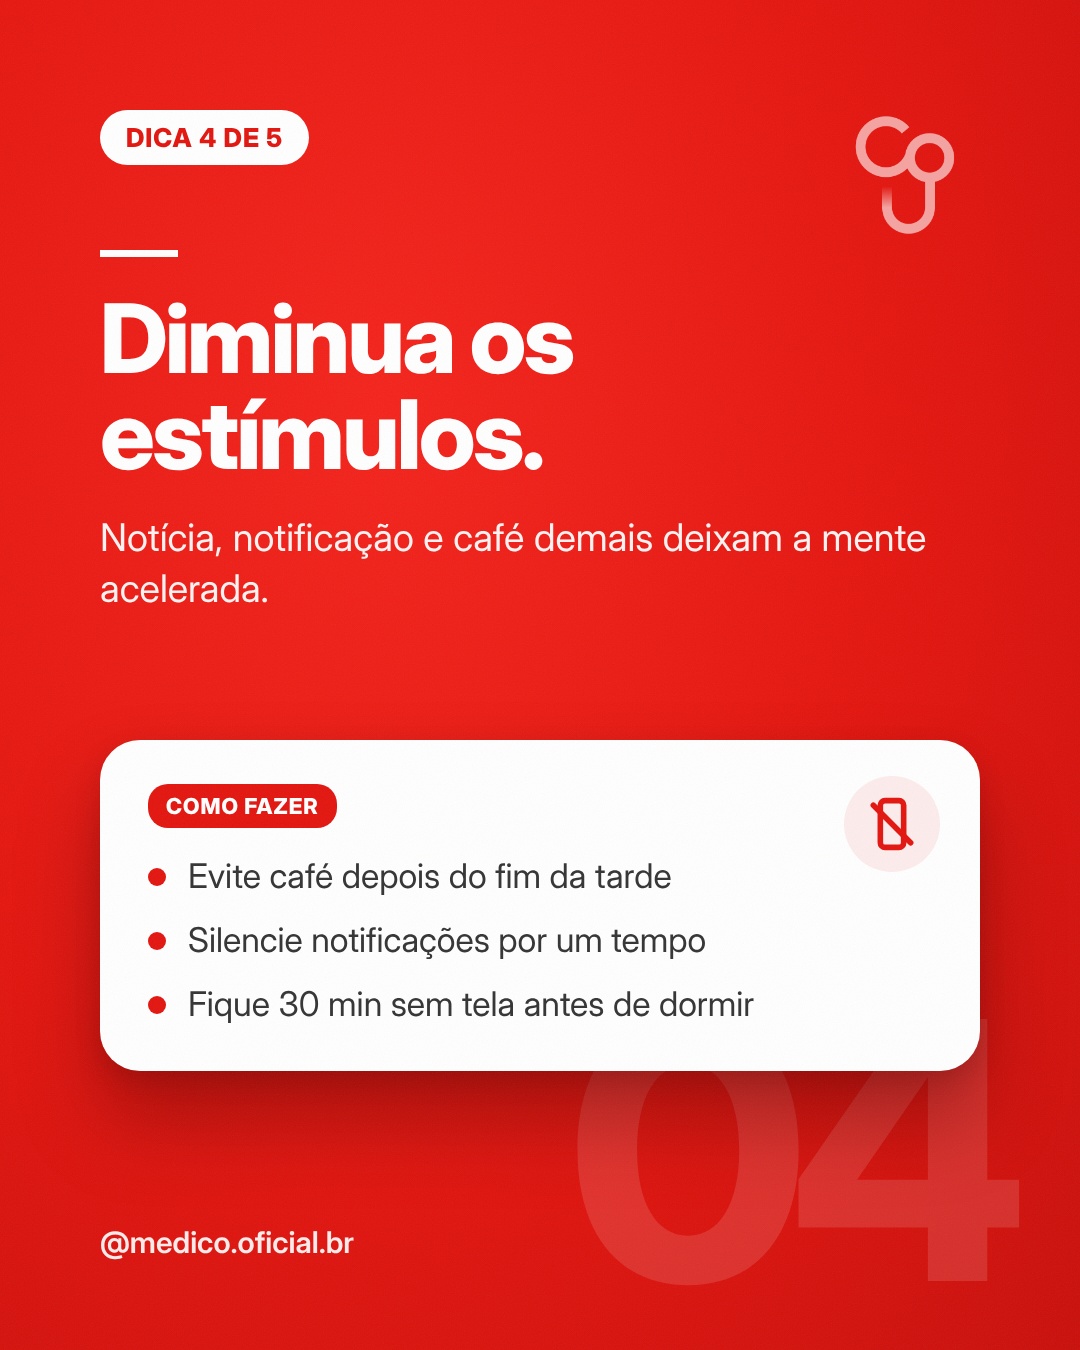 DICA 4 DE 5
Diminua os
estímulos.
Notícia, notificação e café demais deixam a mente
acelerada.
COMO FAZER
Evite café depois do fim da tarde
Silencie notificações por um tempo
Fique 30 min sem tela antes de dormir
04
@medico.oficial.br